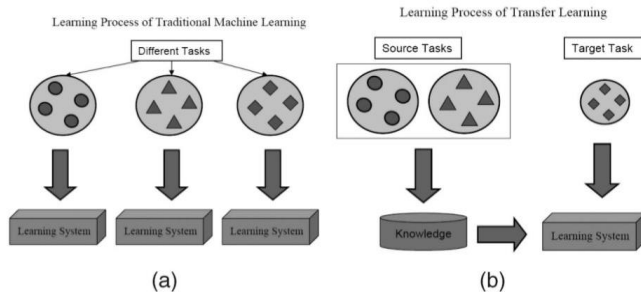 Learning Process of Traditional Machine Learning
Different Tasks
Learning System
Learning System
Learning System
(a)
Learning Process of Transfer Learning
Source Tasks
Target Task
Knowledge
Learning System
(b)